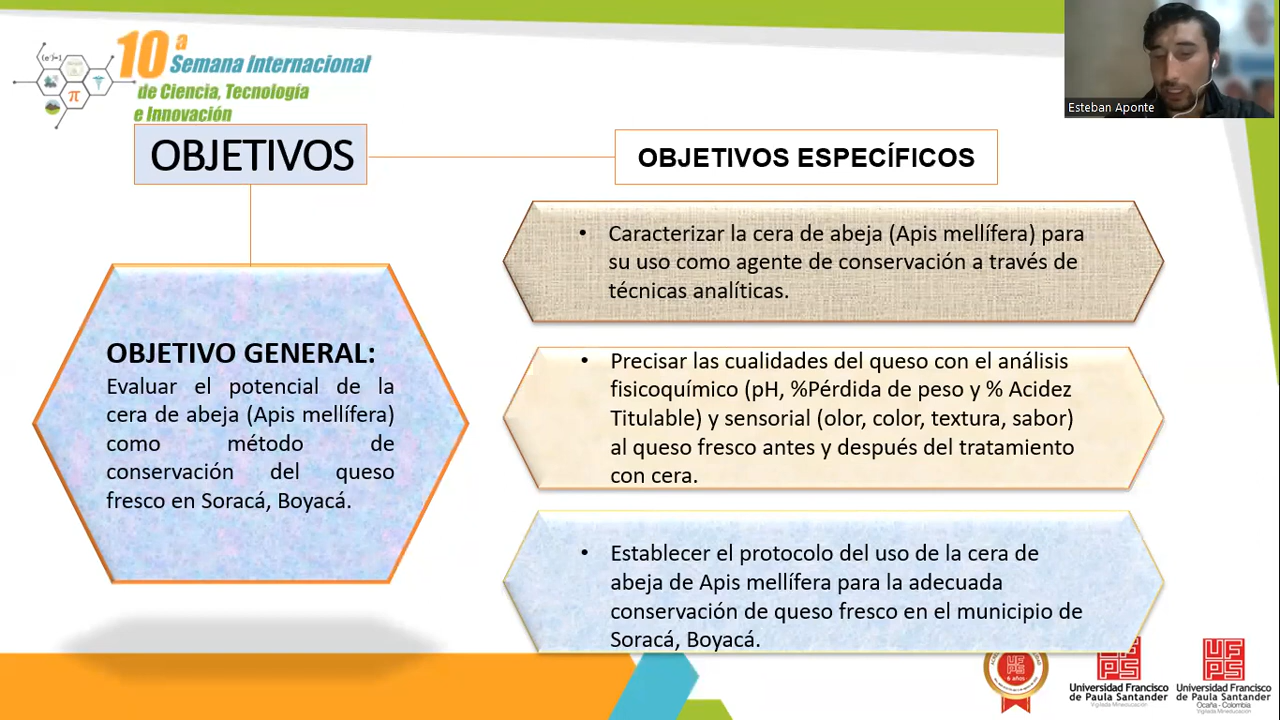 10ª
Semana Internacional
de Ciencia, Tecnología
e Innovación
Esteban Aponte
OBJETIVOS
OBJETIVOS ESPECÍFICOS
OBJETIVO GENERAL:
Evaluar el potencial de la
cera de abeja (Apis mellífera)
como método de
conservación del queso
fresco en Soracá, Boyacá.
• Caracterizar la cera de abeja (Apis mellífera) para
su uso como agente de conservación a través de
técnicas analíticas.
• Precisar las cualidades del queso con el análisis
fisicoquímico (pH, %Pérdida de peso y % Acidez
Titulable) y sensorial (olor, color, textura, sabor)
al queso fresco antes y después del tratamiento
con cera.
• Establecer el protocolo del uso de la cera de
abeja de Apis mellífera para la adecuada
conservación de queso fresco en el municipio de
Soracá, Boyacá.
UFPS
6 años
UFPS
Universidad Francisco
de Paula Santander
Vigilada Mineducación
UFPS
Universidad Francisco
de Paula Santander
Ocaña - Colombia
Vigilada Mineducación